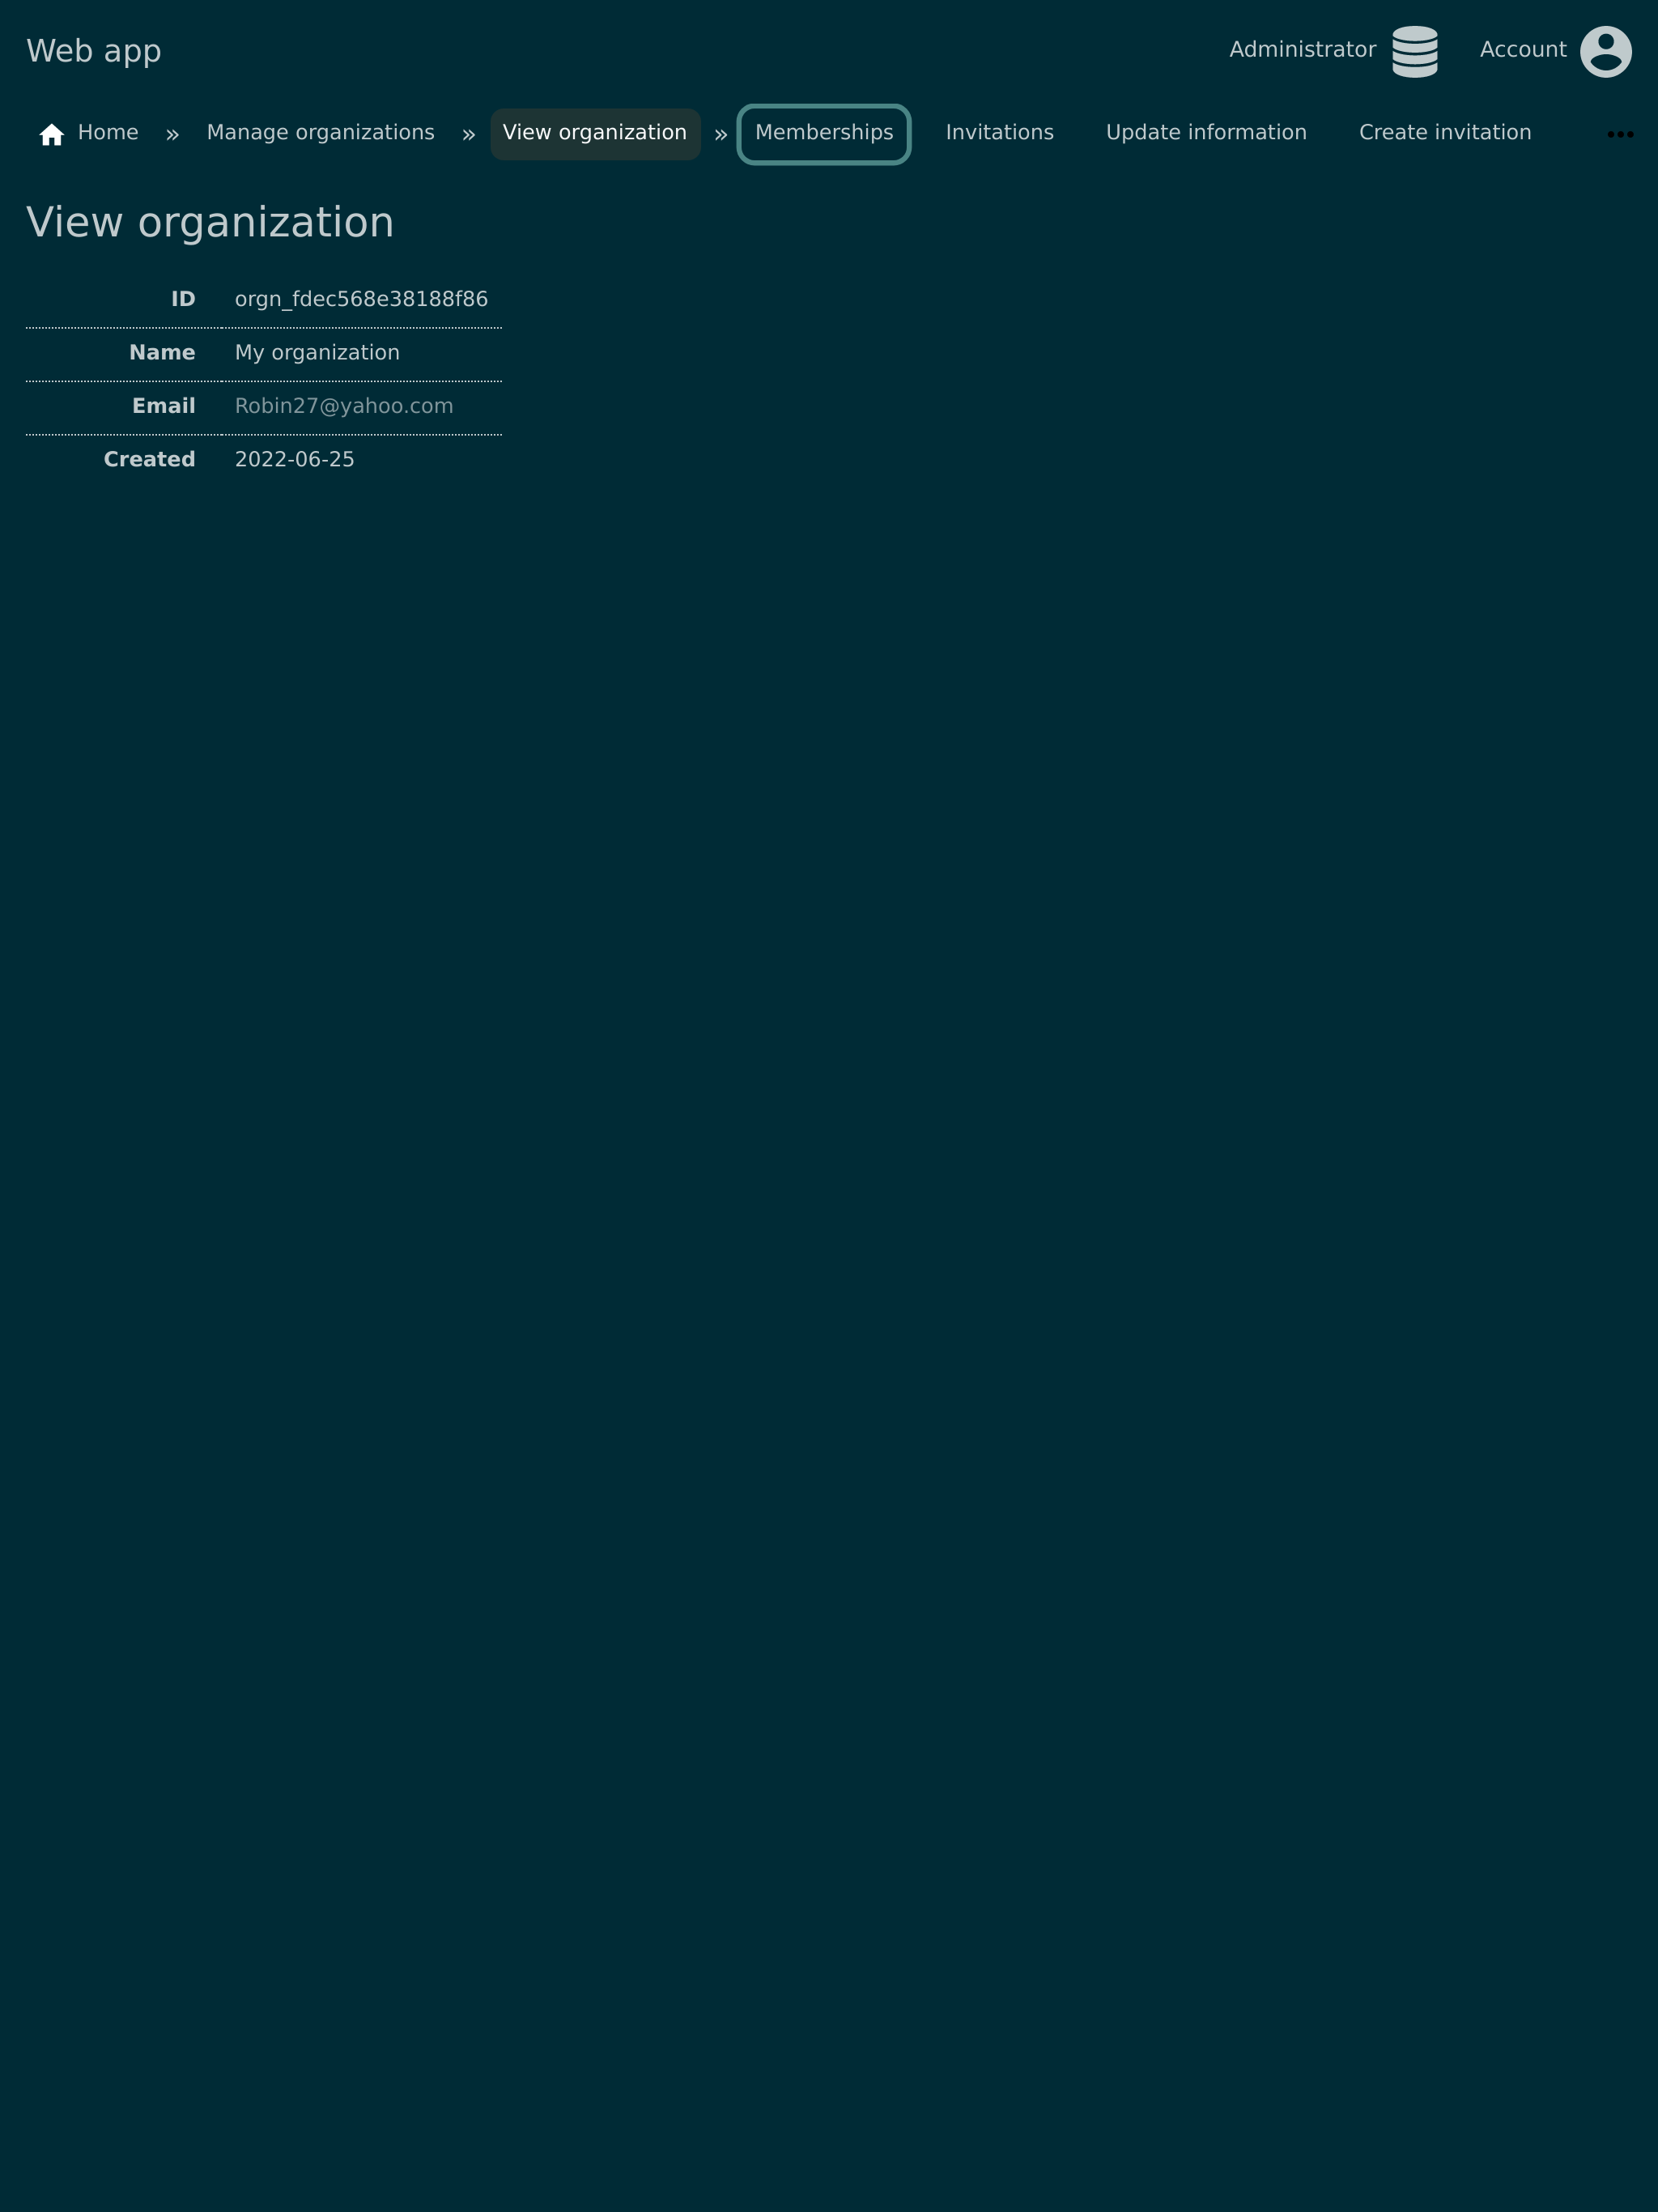 Web app
Administrator
Account
Home » Manage organizations » View organization » Memberships Invitations Update information Create invitation •••
View organization
ID orgn_fdec568e38188f86
Name My organization
Email Robin27@yahoo.com
Created 2022-06-25